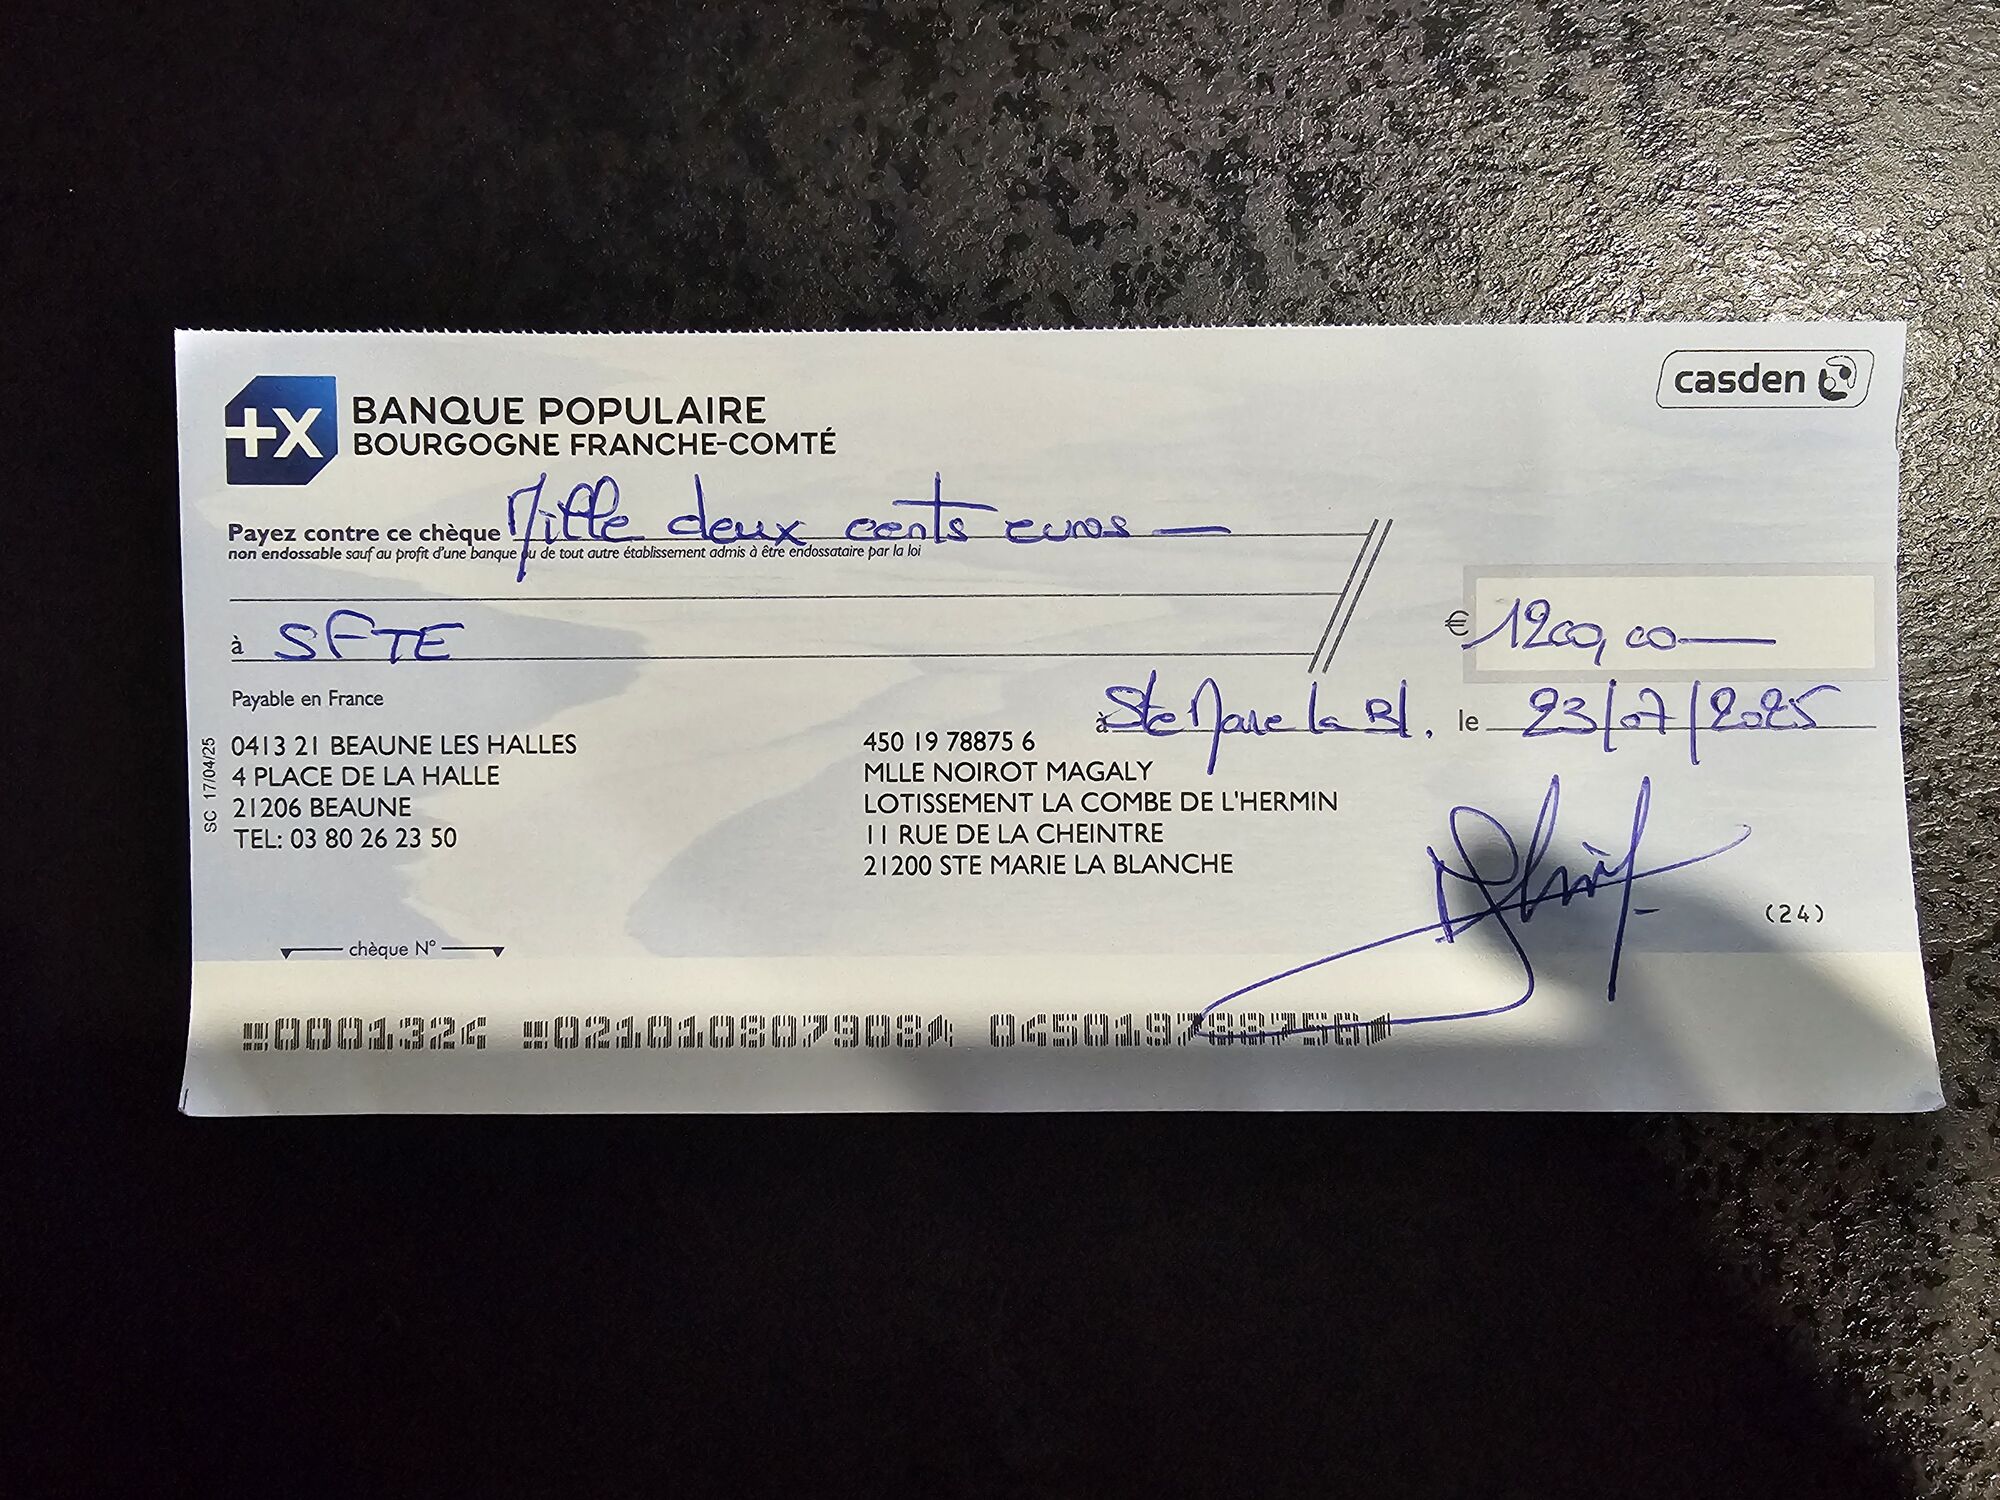 casden
+X BANQUE POPULAIRE
BOURGOGNE FRANCHE-COMTÉ
Payez contre ce chèque Mille deux cents euros —
non endossable sauf au profit d'une banque ou de tout autre établissement admis à être endossataire par la loi
€ 1200,00 —
à SFTE
Payable en France
à Ste Marie La Bl. le 23/07/2025
SC 17/04/25
0413 21 BEAUNE LES HALLES
4 PLACE DE LA HALLE
21206 BEAUNE
TEL: 03 80 26 23 50
450 19 78875 6
MLLE NOIROT MAGALY
LOTISSEMENT LA COMBE DE L'HERMIN
11 RUE DE LA CHEINTRE
21200 STE MARIE LA BLANCHE
(24)
chèque N°
0001324 021010807908 045019788756